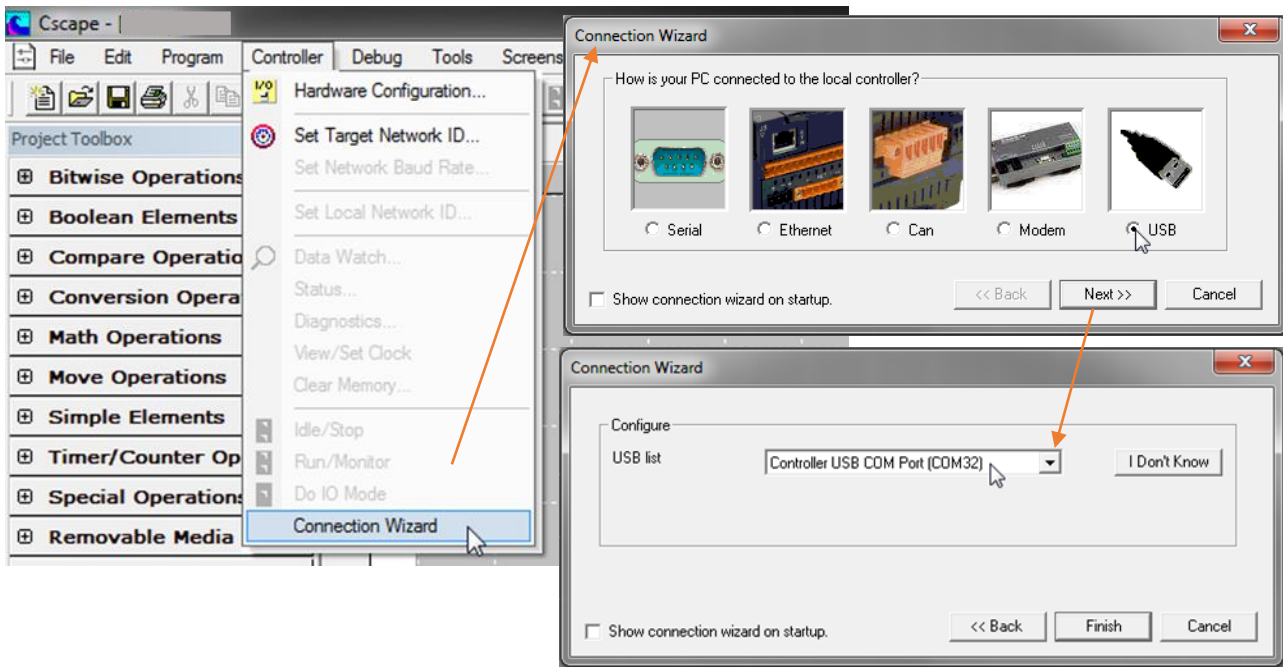 Cscape - [
File Edit Program Controller Debug Tools Screens
Project Toolbox
Bitwise Operations
Boolean Elements
Compare Operatio
Conversion Opera
Math Operations
Move Operations
Simple Elements
Timer/Counter Op
Special Operations
Removable Media
I/O
Hardware Configuration...
Set Target Network ID...
Set Network Baud Rate...
Set Local Network ID...
Data Watch...
Status...
Diagnostics...
View/Set Clock
Clear Memory...
Idle/Stop
Run/Monitor
Do IO Mode
Connection Wizard
Connection Wizard
How is your PC connected to the local controller?
Serial Ethernet Can Modem USB
Show connection wizard on startup.
<< Back Next >> Cancel
Connection Wizard
Configure
USB list Controller USB COM Port (COM32) I Don't Know
Show connection wizard on startup.
<< Back Finish Cancel